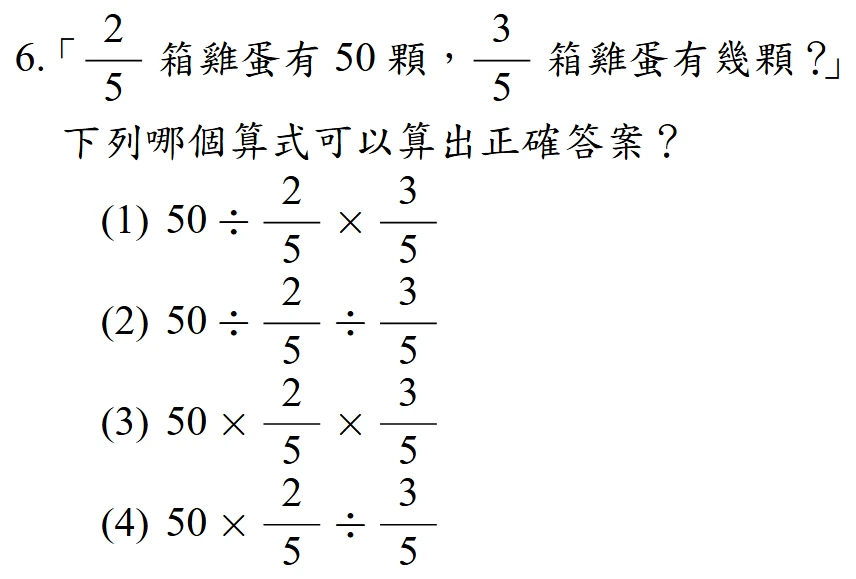 6.「2/5 箱雞蛋有 50 顆，3/5 箱雞蛋有幾顆？」
下列哪個算式可以算出正確答案？
(1) 50 ÷ 2/5 × 3/5
(2) 50 ÷ 2/5 ÷ 3/5
(3) 50 × 2/5 × 3/5
(4) 50 × 2/5 ÷ 3/5